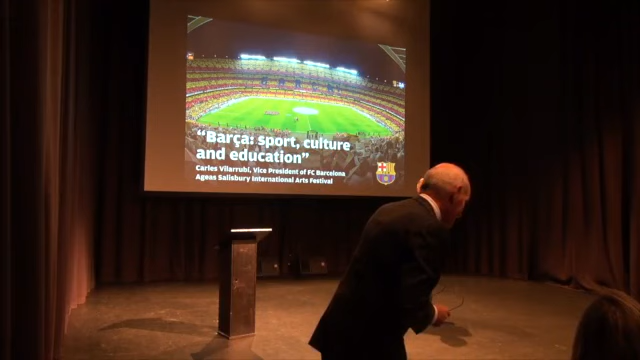 “Barça: sport, culture
and education”
Carles Vilarrubí, Vice President of FC Barcelona
Ageas Salisbury International Arts Festival